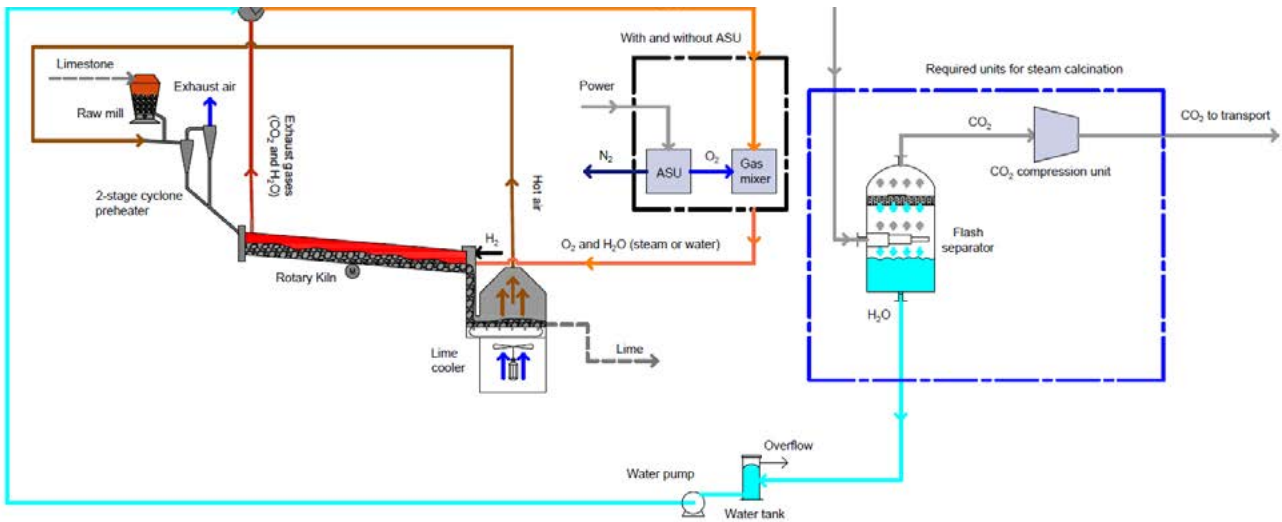 With and without ASU
Limestone
Exhaust air
Raw mill
Power
Required units for steam calcination
CO2
CO2 to transport
CO2 compression unit
N2
ASU
O2
Gas
mixer
2-stage cyclone
preheater
Exhaust gases
(CO2 and H2O)
Hot air
H2
O2 and H2O (steam or water)
Flash
separator
Rotary Kiln
M
H2O
Lime
cooler
Lime
Overflow
Water pump
Water tank